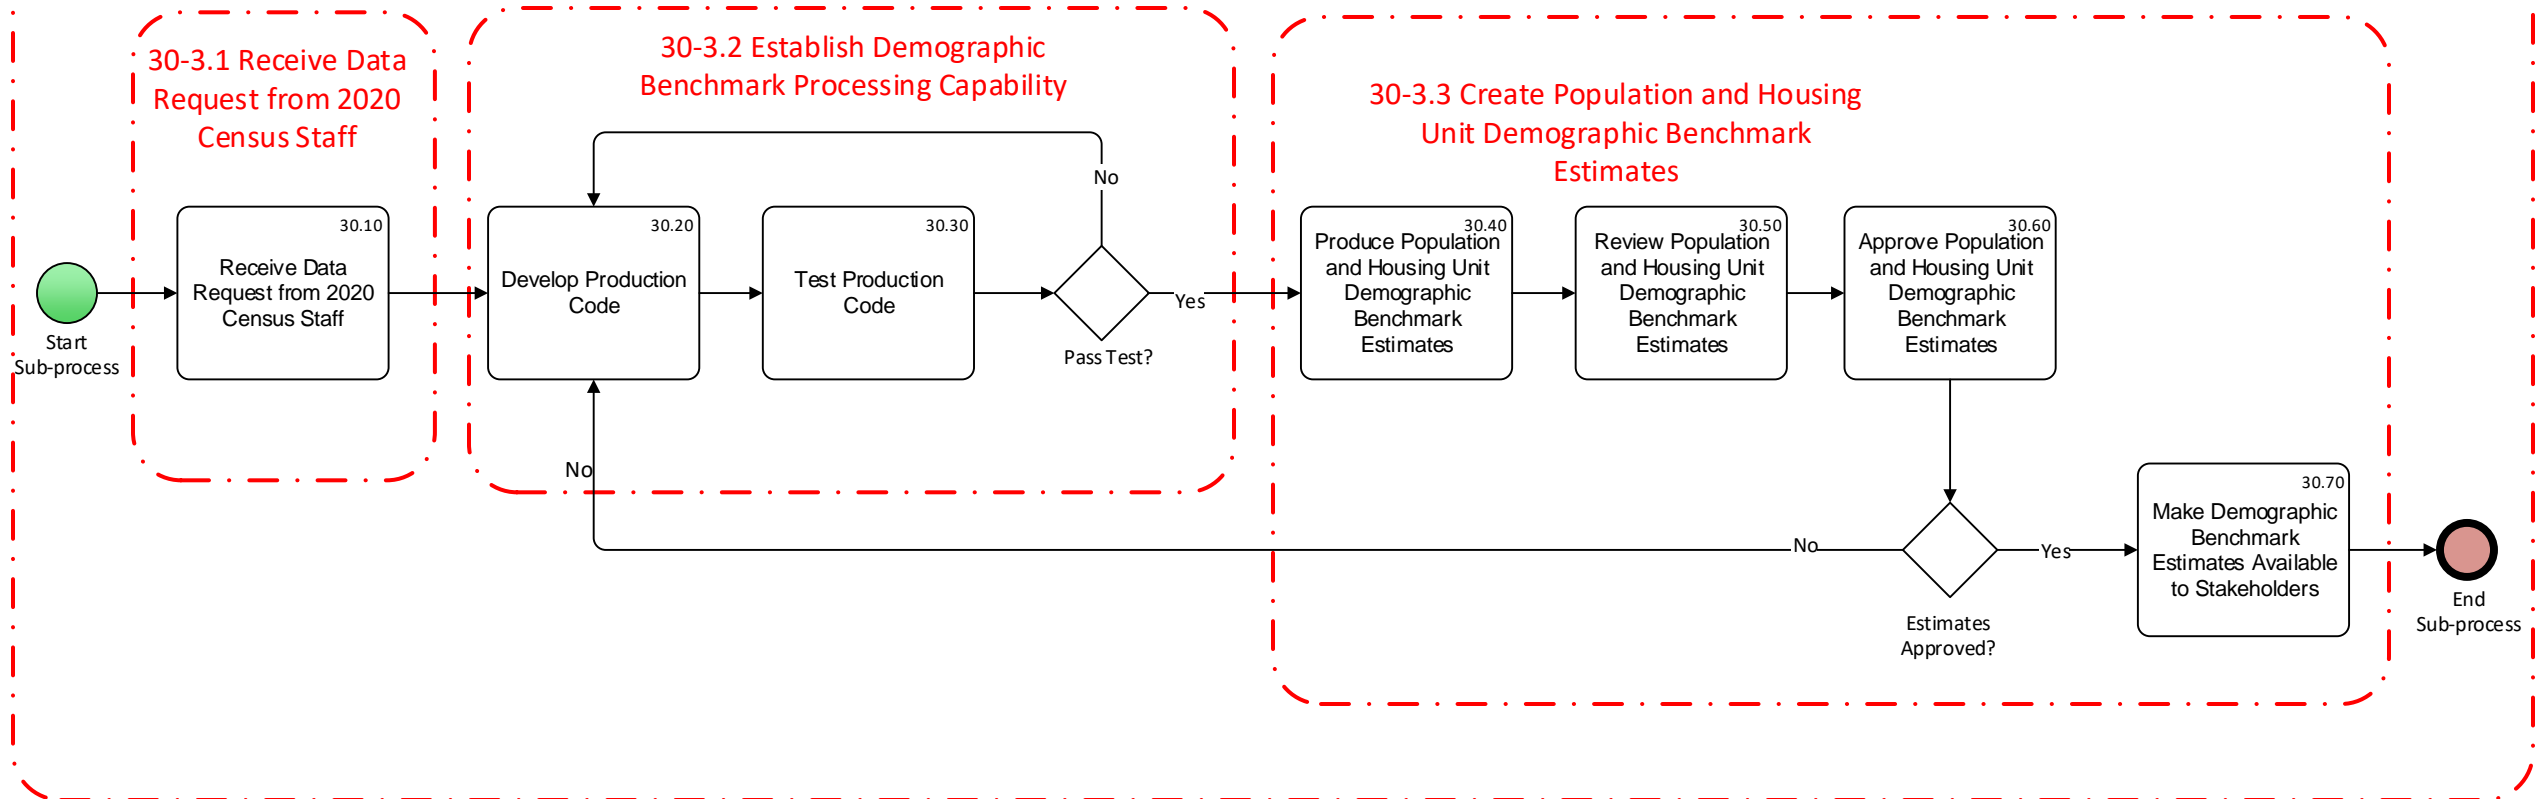 30-3.1 Receive Data
Request from 2020
Census Staff
30-3.2 Establish Demographic
Benchmark Processing Capability
30-3.3 Create Population and Housing
Unit Demographic Benchmark
Estimates
Start
Sub-process
30.10
Receive Data
Request from 2020
Census Staff
30.20
Develop Production
Code
30.30
Test Production
Code
No
Pass Test?
Yes
30.40
Produce Population
and Housing Unit
Demographic
Benchmark
Estimates
30.50
Review Population
and Housing Unit
Demographic
Benchmark
Estimates
30.60
Approve Population
and Housing Unit
Demographic
Benchmark
Estimates
No
No
Estimates
Approved?
Yes
30.70
Make Demographic
Benchmark
Estimates Available
to Stakeholders
End
Sub-process